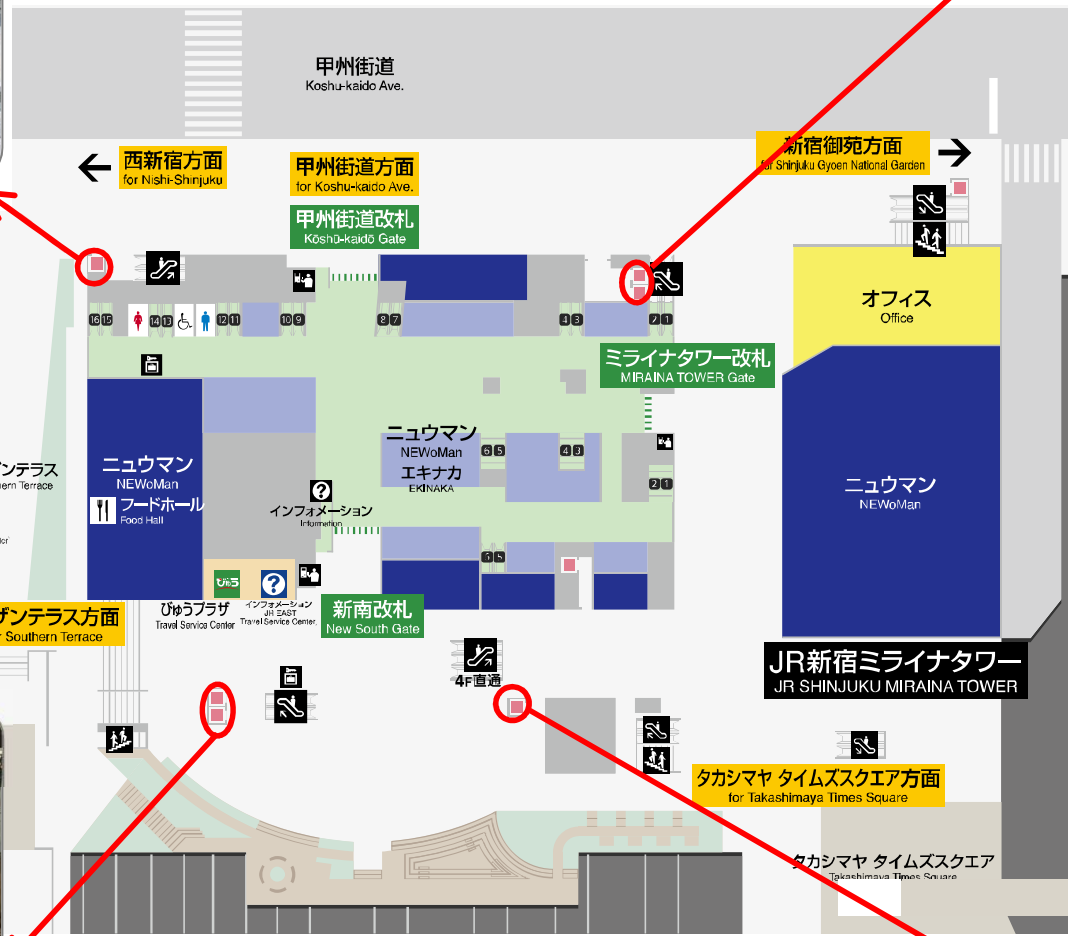 甲州街道
Koshu-kaido Ave.
西新宿方面
for Nishi-Shinjuku
甲州街道方面
for Koshu-kaido Ave.
新宿御苑方面
for Shinjuku Gyoen National Garden
甲州街道改札
Kōshū-kaidō Gate
オフィス
Office
16 15
14 13
12 11
10 9
8 7
4 3
2 1
ミライナタワー改札
MIRAINA TOWER Gate
ニュウマン
NEWoMan
エキナカ
EKINAKA
6 5
4 3
2 1
ンテラス
ern Terrace
ニュウマン
NEWoMan
フードホール
Food Hall
ニュウマン
NEWoMan
?
インフォメーション
Information
6 5
びゅう
?
びゅうプラザ
Travel Service Center
インフォメーション
JR EAST
Travel Service Center
新南改札
New South Gate
ザンテラス方面
r Southern Terrace
4F直通
JR新宿ミライナタワー
JR SHINJUKU MIRAINA TOWER
タカシマヤ タイムズスクエア方面
for Takashimaya Times Square
タカシマヤ タイムズスクエア
Takashimaya Times Square